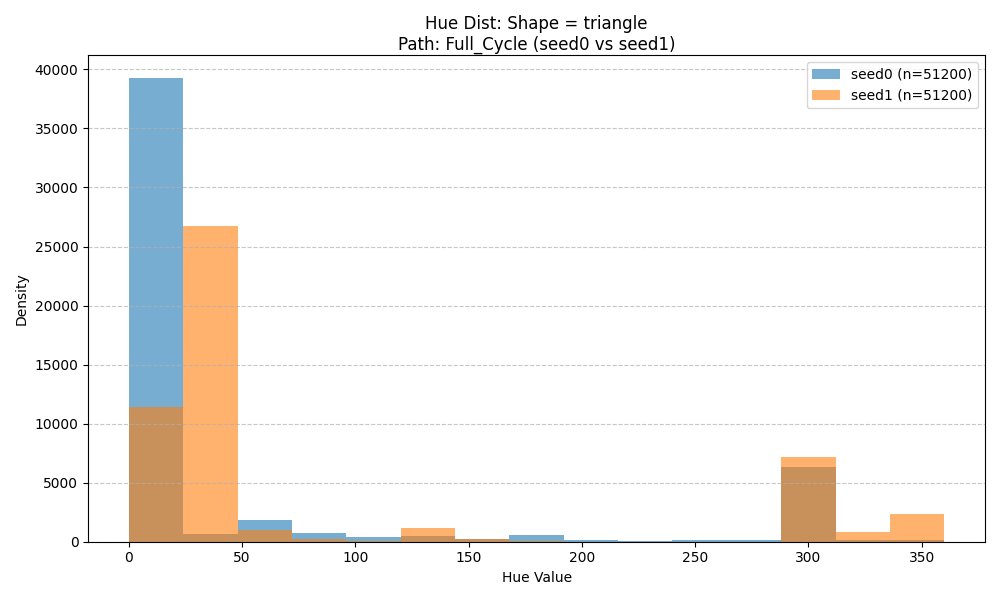 Hue Dist: Shape = triangle
Path: Full_Cycle (seed0 vs seed1)
seed0 (n=51200)
seed1 (n=51200)
Density
40000
35000
30000
25000
20000
15000
10000
5000
0
0 50 100 150 200 250 300 350
Hue Value